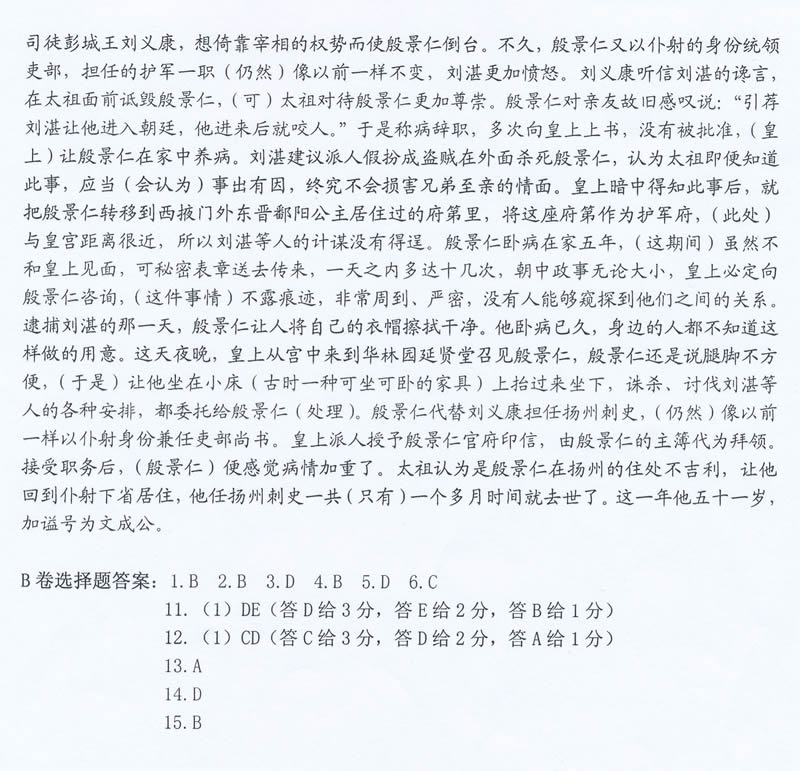 司徒彭城王刘义康，想倚靠宰相的权势而使殷景仁倒台。不久，殷景仁又以仆射的身份统领
吏部，担任的护军一职（仍然）像以前一样不变，刘湛更加愤怒。刘义康听信刘湛的谗言，
在太祖面前诋毁殷景仁，（可）太祖对待殷景仁更加尊崇。殷景仁对亲友故旧感叹说：“引荐
刘湛让他进入朝廷，他进来后就咬人。”于是称病辞职，多次向皇上上书，没有被批准，（皇
上）让殷景仁在家中养病。刘湛建议派人假扮成盗贼在外面杀死殷景仁，认为太祖即便知道
此事，应当（会认为）事出有因，终究不会损害兄弟至亲的情面。皇上暗中得知此事后，就
把殷景仁转移到西掖门外东晋鄱阳公主居住过的府第里，将这座府第作为护军府，（此处）
与皇宫距离很近，所以刘湛等人的计谋没有得逞。殷景仁卧病在家五年，（这期间）虽然不
和皇上见面，可秘密表章送去传来，一天之内多达十几次，朝中政事无论大小，皇上必定向
殷景仁咨询，（这件事情）不露痕迹，非常周到、严密，没有人能够窥探到他们之间的关系。
逮捕刘湛的那一天，殷景仁让人将自己的衣帽擦拭干净。他卧病已久，身边的人都不知道这
样做的用意。这天夜晚，皇上从宫中来到华林园延贤堂召见殷景仁，殷景仁还是说腿脚不方
便，（于是）让他坐在小床（古时一种可坐可卧的家具）上抬过来坐下，诛杀、讨伐刘湛等
人的各种安排，都委托给殷景仁（处理）。殷景仁代替刘义康担任扬州刺史，（仍然）像以前
一样以仆射身份兼任吏部尚书。皇上派人授予殷景仁官府印信，由殷景仁的主薄代为拜领。
接受职务后，（殷景仁）便感觉病情加重了。太祖认为是殷景仁在扬州的住处不吉利，让他
回到仆射下省居住，他任扬州刺史一共（只有）一个多月时间就去世了。这一年他五十一岁，
加谥号为文成公。
B卷选择题答案：1.B 2.B 3.D 4.B 5.D 6.C
11.（1）DE（答D给3分，答E给2分，答B给1分）
12.（1）CD（答C给3分，答D给2分，答A给1分）
13.A
14.D
15.B